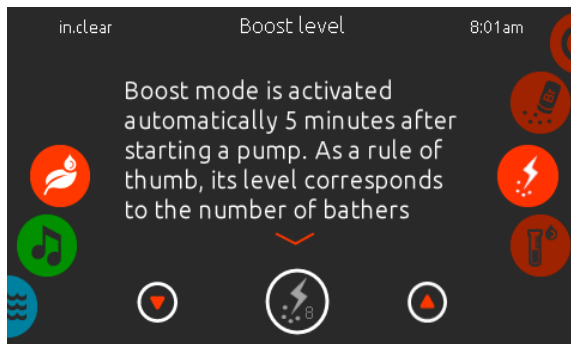 in.clear Boost level 8:01am
Boost mode is activated
automatically 5 minutes after
starting a pump. As a rule of
thumb, its level corresponds
to the number of bathers
Br
8